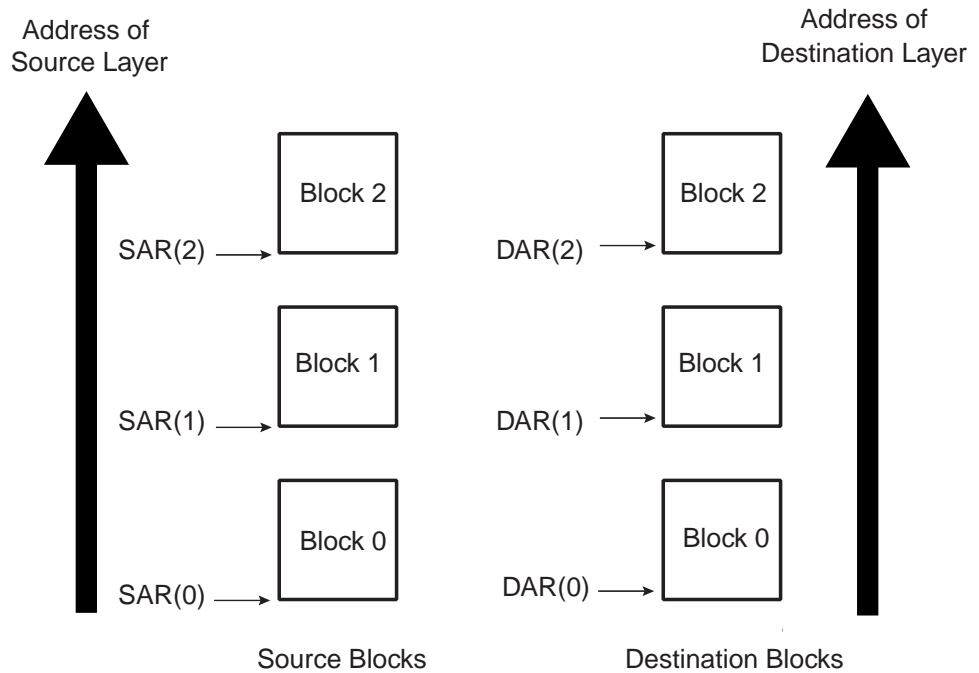 Address of
Source Layer
Address of
Destination Layer
Block 2
Block 2
SAR(2)
DAR(2)
Block 1
Block 1
SAR(1)
DAR(1)
Block 0
Block 0
SAR(0)
DAR(0)
Source Blocks
Destination Blocks